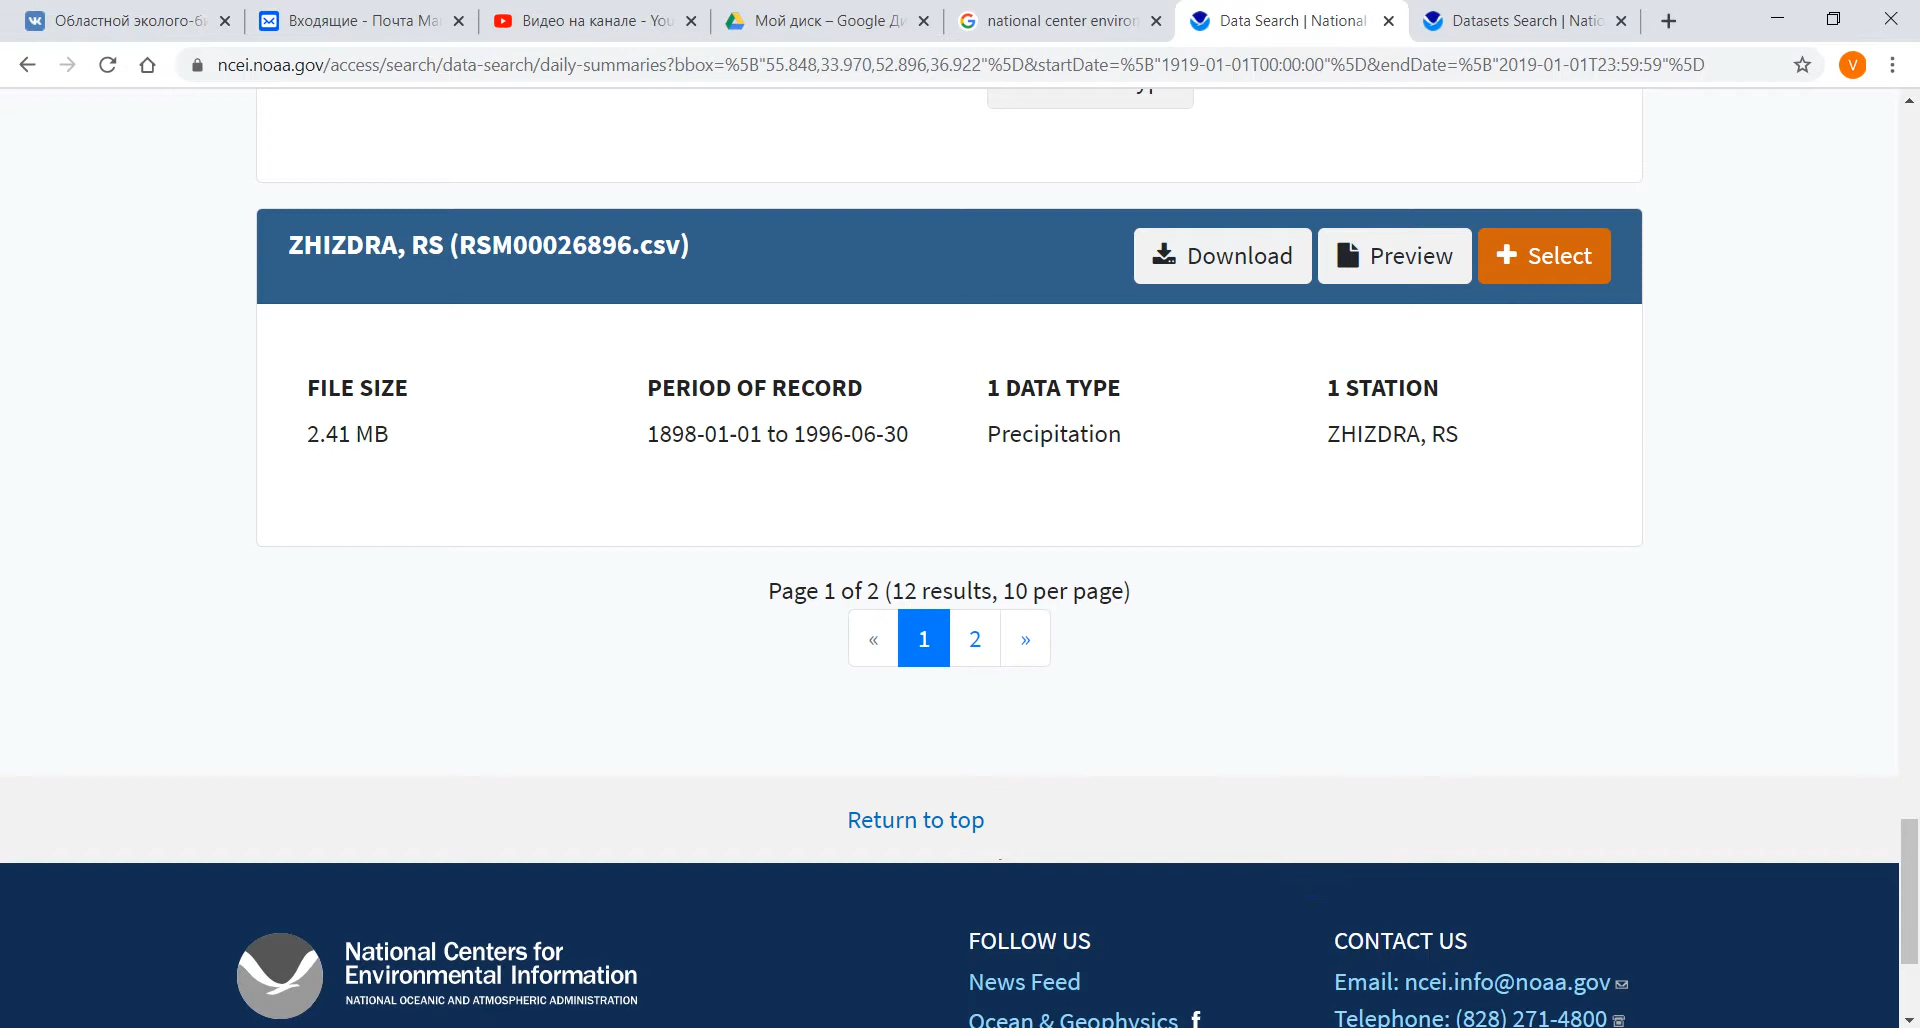 Областной эколого-б
Входящие - Почта Ma
Видео на канале - You
Мой диск – Google Ди
national center environ
Data Search | National
Datasets Search | Natio
ncei.noaa.gov/access/search/data-search/daily-summaries?bbox=%5B"55.848,33.970,52.896,36.922"%5D&startDate=%5B"1919-01-01T00:00:00"%5D&endDate=%5B"2019-01-01T23:59:59"%5D
V
ZHIZDRA, RS (RSM00026896.csv)
Download
Preview
Select
FILE SIZE
PERIOD OF RECORD
1 DATA TYPE
1 STATION
2.41 MB
1898-01-01 to 1996-06-30
Precipitation
ZHIZDRA, RS
Page 1 of 2 (12 results, 10 per page)
« 1 2 »
Return to top
National Centers for
Environmental Information
NATIONAL OCEANIC AND ATMOSPHERIC ADMINISTRATION
FOLLOW US
News Feed
Ocean & Geophysics
CONTACT US
Email: ncei.info@noaa.gov
Telephone: (828) 271-4800